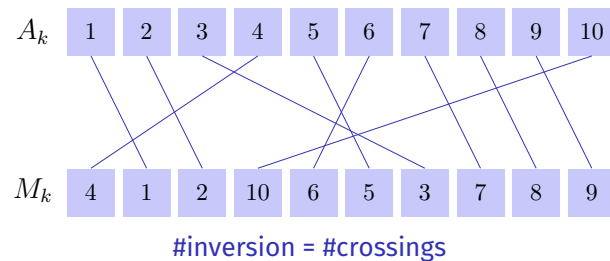 A_k 1 2 3 4 5 6 7 8 9 10
M_k 4 1 2 10 6 5 3 7 8 9
#inversion = #crossings